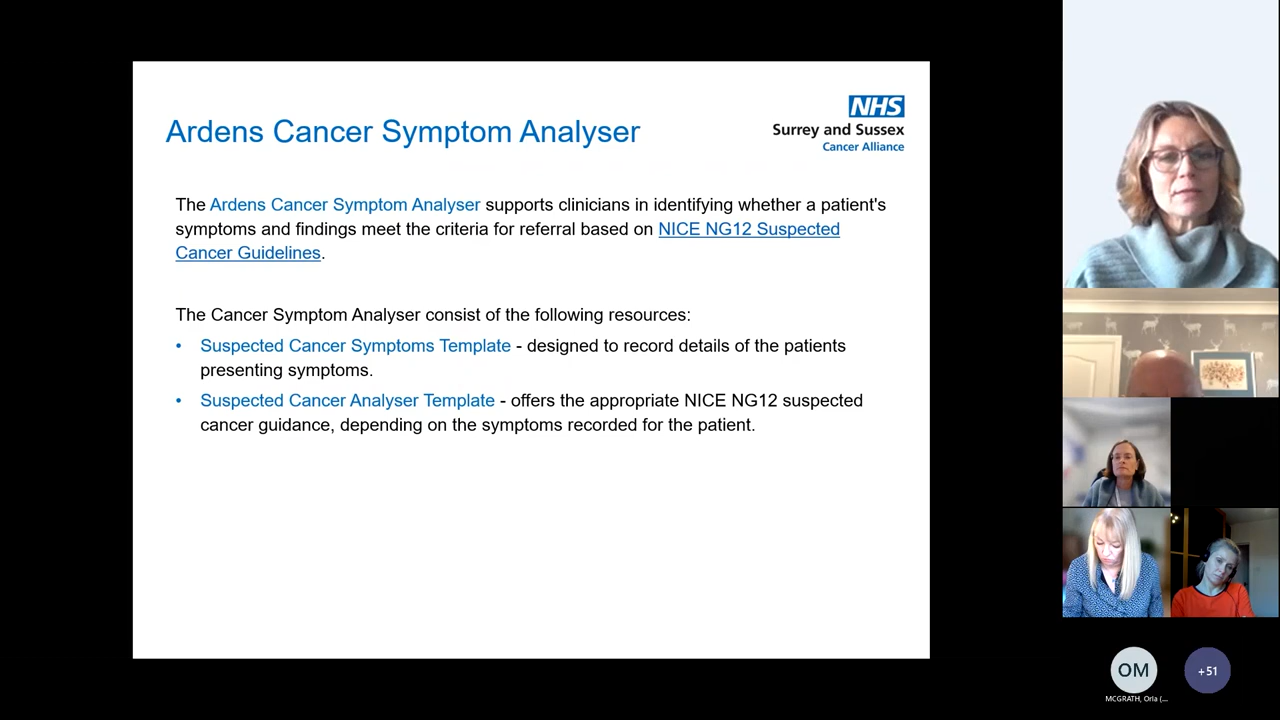 NHS
Surrey and Sussex
Cancer Alliance
Ardens Cancer Symptom Analyser
The Ardens Cancer Symptom Analyser supports clinicians in identifying whether a patient's
symptoms and findings meet the criteria for referral based on NICE NG12 Suspected
Cancer Guidelines.
The Cancer Symptom Analyser consist of the following resources:
• Suspected Cancer Symptoms Template - designed to record details of the patients
presenting symptoms.
• Suspected Cancer Analyser Template - offers the appropriate NICE NG12 suspected
cancer guidance, depending on the symptoms recorded for the patient.
OM
+51
MCGRATH, Orla (...